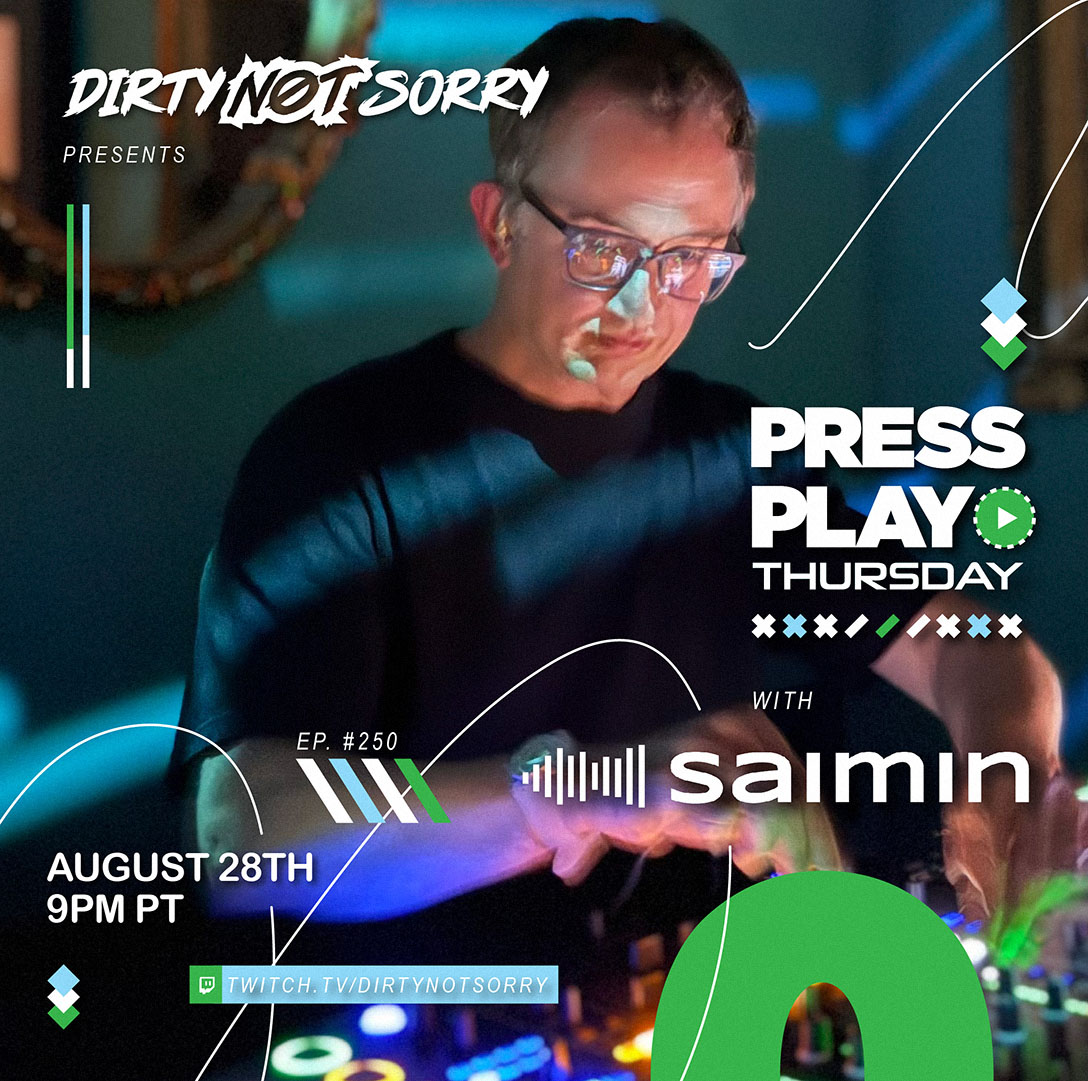 DIRTY NOT SORRY
PRESENTS
PRESS
PLAY
THURSDAY
WITH
saimin
EP. #250
AUGUST 28TH
9PM PT
TWITCH.TV/DIRTYNOTSORRY